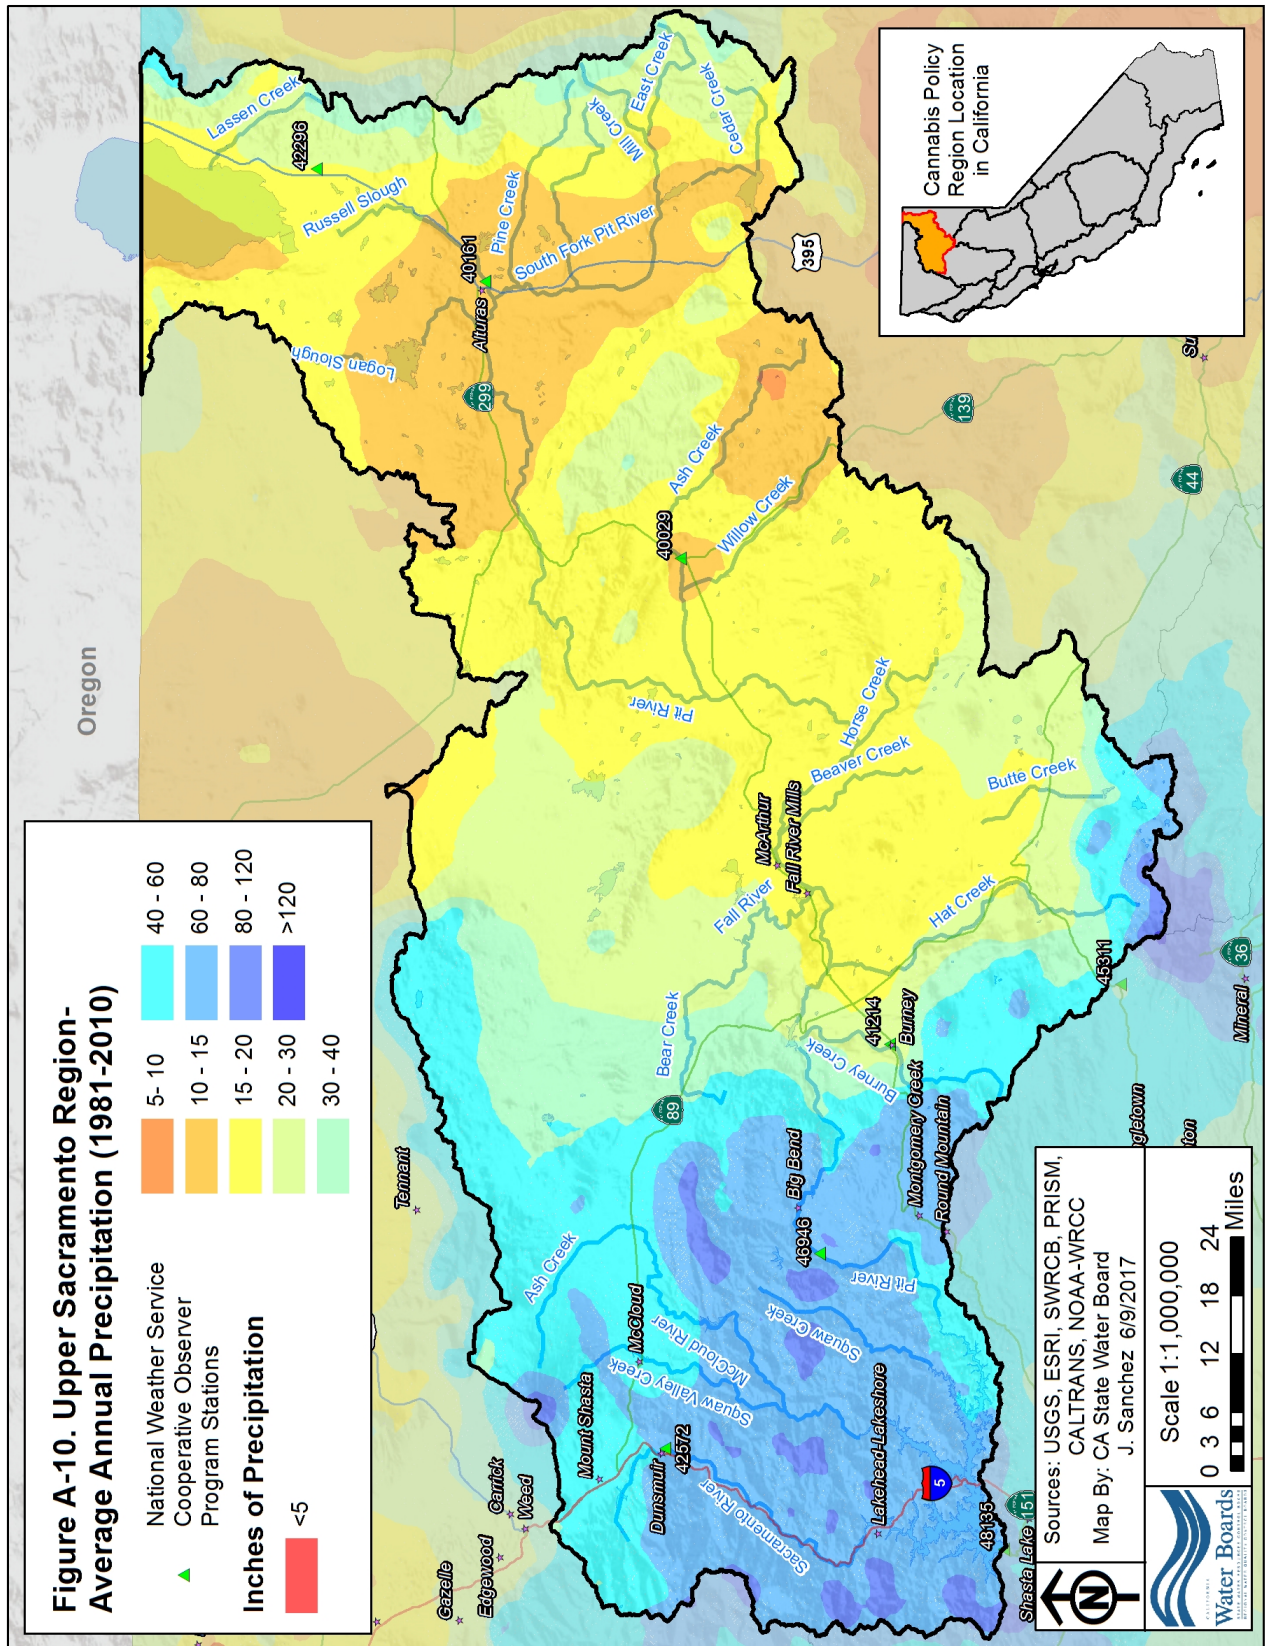 Figure A-10. Upper Sacramento Region-
Average Annual Precipitation (1981-2010)
National Weather Service
Cooperative Observer
Program Stations
Inches of Precipitation
<5
5- 10
10 - 15
15 - 20
20 - 30
30 - 40
40 - 60
60 - 80
80 - 120
>120
Oregon
Lassen Creek
42296
Russell Slough
Logan Slough
40161
Alturas
299
Pine Creek
South Fork Pit River
Mill Creek
East Creek
Cedar Creek
395
Ash Creek
40029
Willow Creek
139
44
Su
Pit River
Horse Creek
Beaver Creek
Butte Creek
McArthur
Fall River Mills
Fall River
Hat Creek
Bear Creek
89
41214
Burney
Burney Creek
45311
36
Mineral
Tennant
Ash Creek
McCloud
McCloud River
Squaw Valley Creek
Squaw Creek
Big Bend
46946
Pit River
Montgomery Creek
Round Mountain
gletown
ton
Mount Shasta
Carrick
Weed
Edgewood
Gazelle
Dunsmuir
42572
Sacramento River
Lakehead-Lakeshore
5
48135
151
Shasta Lake
Cannabis Policy
Region Location
in California
Sources: USGS, ESRI, SWRCB, PRISM,
CALTRANS, NOAA-WRCC
Map By: CA State Water Board
J. Sanchez 6/9/2017
Scale 1:1,000,000
0 3 6 12 18 24
Miles
N
Water Boards